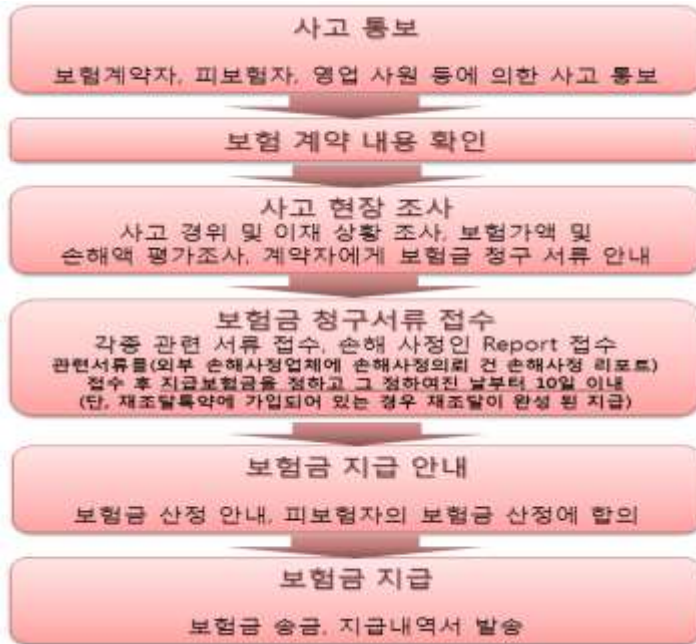 사고 통보
보험계약자, 피보험자, 영업 사원 등에 의한 사고 통보
보험 계약 내용 확인
사고 현장 조사
사고 경위 및 이재 상황 조사, 보험가액 및
손해액 평가조사, 계약자에게 보험금 청구 서류 안내
보험금 청구서류 접수
각종 관련 서류 접수, 손해 사정인 Report 접수
관련서류를(외부 손해사정업체에 손해사정의뢰 건 손해사정 리포트)
접수 후 지급보험금을 정하고 그 정하여진 날부터 10일 이내
(단, 재조달특약에 가입되어 있는 경우 재조달이 완성 된 지급)
보험금 지급 안내
보험금 산정 안내, 피보험자의 보험금 산정에 합의
보험금 지급
보험금 송금, 지급내역서 발송